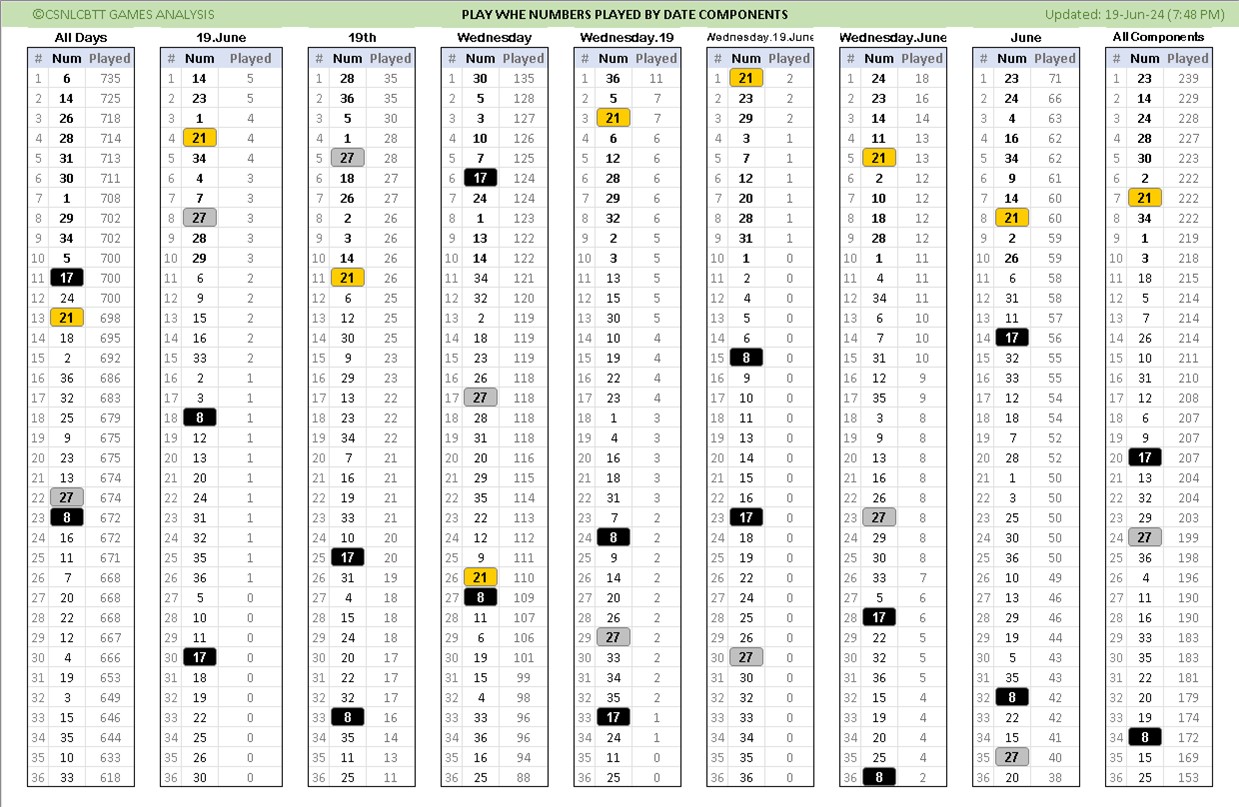 ©CSNLCBTT GAMES ANALYSIS PLAY WHE NUMBERS PLAYED BY DATE COMPONENTS Updated: 19-Jun-24 (7:48 PM)
All Days 19.June 19th Wednesday Wednesday.19 Wednesday.19.June Wednesday.June June All Components
# Num Played # Num Played # Num Played # Num Played # Num Played # Num Played # Num Played # Num Played # Num Played
1 6 735 1 14 5 1 28 35 1 30 135 1 36 11 1 21 2 1 24 18 1 23 71 1 23 239
2 14 725 2 23 5 2 36 35 2 5 128 2 5 7 2 23 2 2 23 16 2 24 66 2 14 229
3 26 718 3 1 4 3 5 30 3 3 127 3 21 7 3 29 2 3 14 14 3 4 63 3 24 228
4 28 714 4 21 4 4 1 28 4 10 126 4 6 6 4 3 1 4 11 13 4 16 62 4 28 227
5 31 713 5 34 4 5 27 28 5 7 125 5 12 6 5 7 1 5 21 13 5 34 62 5 30 223
6 30 711 6 4 3 6 18 27 6 17 124 6 28 6 6 12 1 6 2 12 6 9 61 6 2 222
7 1 708 7 7 3 7 26 27 7 24 124 7 29 6 7 20 1 7 10 12 7 14 60 7 21 222
8 29 702 8 27 3 8 2 26 8 1 123 8 32 6 8 28 1 8 18 12 8 21 60 8 34 222
9 34 702 9 28 3 9 3 26 9 13 122 9 2 5 9 31 1 9 28 12 9 2 59 9 1 219
10 5 700 10 29 3 10 14 26 10 14 122 10 3 5 10 1 0 10 1 11 10 26 59 10 3 218
11 17 700 11 6 2 11 21 26 11 34 121 11 13 5 11 2 0 11 4 11 11 6 58 11 18 215
12 24 700 12 9 2 12 6 25 12 32 120 12 15 5 12 4 0 12 34 11 12 31 58 12 5 214
13 21 698 13 15 2 13 12 25 13 2 119 13 30 5 13 5 0 13 6 10 13 11 57 13 7 214
14 18 695 14 16 2 14 30 25 14 18 119 14 10 4 14 6 0 14 7 10 14 17 56 14 26 214
15 2 692 15 33 2 15 9 23 15 23 119 15 19 4 15 8 0 15 31 10 15 32 55 15 10 211
16 36 686 16 2 1 16 29 23 16 26 118 16 22 4 16 9 0 16 12 9 16 33 55 16 31 210
17 32 683 17 3 1 17 13 22 17 27 118 17 23 4 17 10 0 17 35 9 17 12 54 17 12 208
18 25 679 18 8 1 18 23 22 18 28 118 18 1 3 18 11 0 18 3 8 18 18 54 18 6 207
19 9 675 19 12 1 19 34 22 19 31 118 19 4 3 19 13 0 19 9 8 19 7 52 19 9 207
20 23 675 20 13 1 20 7 21 20 20 116 20 16 3 20 14 0 20 13 8 20 28 52 20 17 207
21 13 674 21 20 1 21 16 21 21 29 115 21 18 3 21 15 0 21 16 8 21 1 50 21 13 204
22 27 674 22 24 1 22 19 21 22 35 114 22 31 3 22 16 0 22 26 8 22 3 50 22 32 204
23 8 672 23 31 1 23 33 21 23 22 113 23 7 2 23 17 0 23 27 8 23 25 50 23 29 203
24 16 672 24 32 1 24 10 20 24 12 112 24 8 2 24 18 0 24 29 8 24 30 50 24 27 199
25 11 671 25 35 1 25 17 20 25 9 111 25 9 2 25 19 0 25 30 8 25 36 50 25 36 198
26 7 668 26 36 1 26 31 19 26 21 110 26 14 2 26 22 0 26 33 7 26 10 49 26 4 196
27 20 668 27 5 0 27 4 18 27 8 109 27 20 2 27 24 0 27 5 6 27 13 46 27 11 190
28 22 668 28 10 0 28 15 18 28 11 107 28 26 2 28 25 0 28 17 6 28 29 46 28 16 190
29 12 667 29 11 0 29 24 18 29 6 106 29 27 2 29 26 0 29 22 5 29 19 44 29 33 183
30 4 666 30 17 0 30 20 17 30 19 101 30 33 2 30 27 0 30 32 5 30 5 43 30 35 183
31 19 653 31 18 0 31 22 17 31 15 99 31 34 2 31 30 0 31 36 5 31 35 43 31 22 181
32 3 649 32 19 0 32 32 17 32 4 98 32 35 2 32 32 0 32 15 4 32 8 42 32 20 179
33 15 646 33 22 0 33 8 16 33 33 96 33 17 1 33 33 0 33 19 4 33 22 42 33 19 174
34 35 644 34 25 0 34 35 14 34 36 96 34 24 1 34 34 0 34 20 4 34 15 41 34 8 172
35 10 633 35 26 0 35 11 13 35 16 94 35 11 0 35 35 0 35 25 4 35 27 40 35 15 169
36 33 618 36 30 0 36 25 11 36 25 88 36 25 0 36 36 0 36 8 2 36 20 38 36 25 153